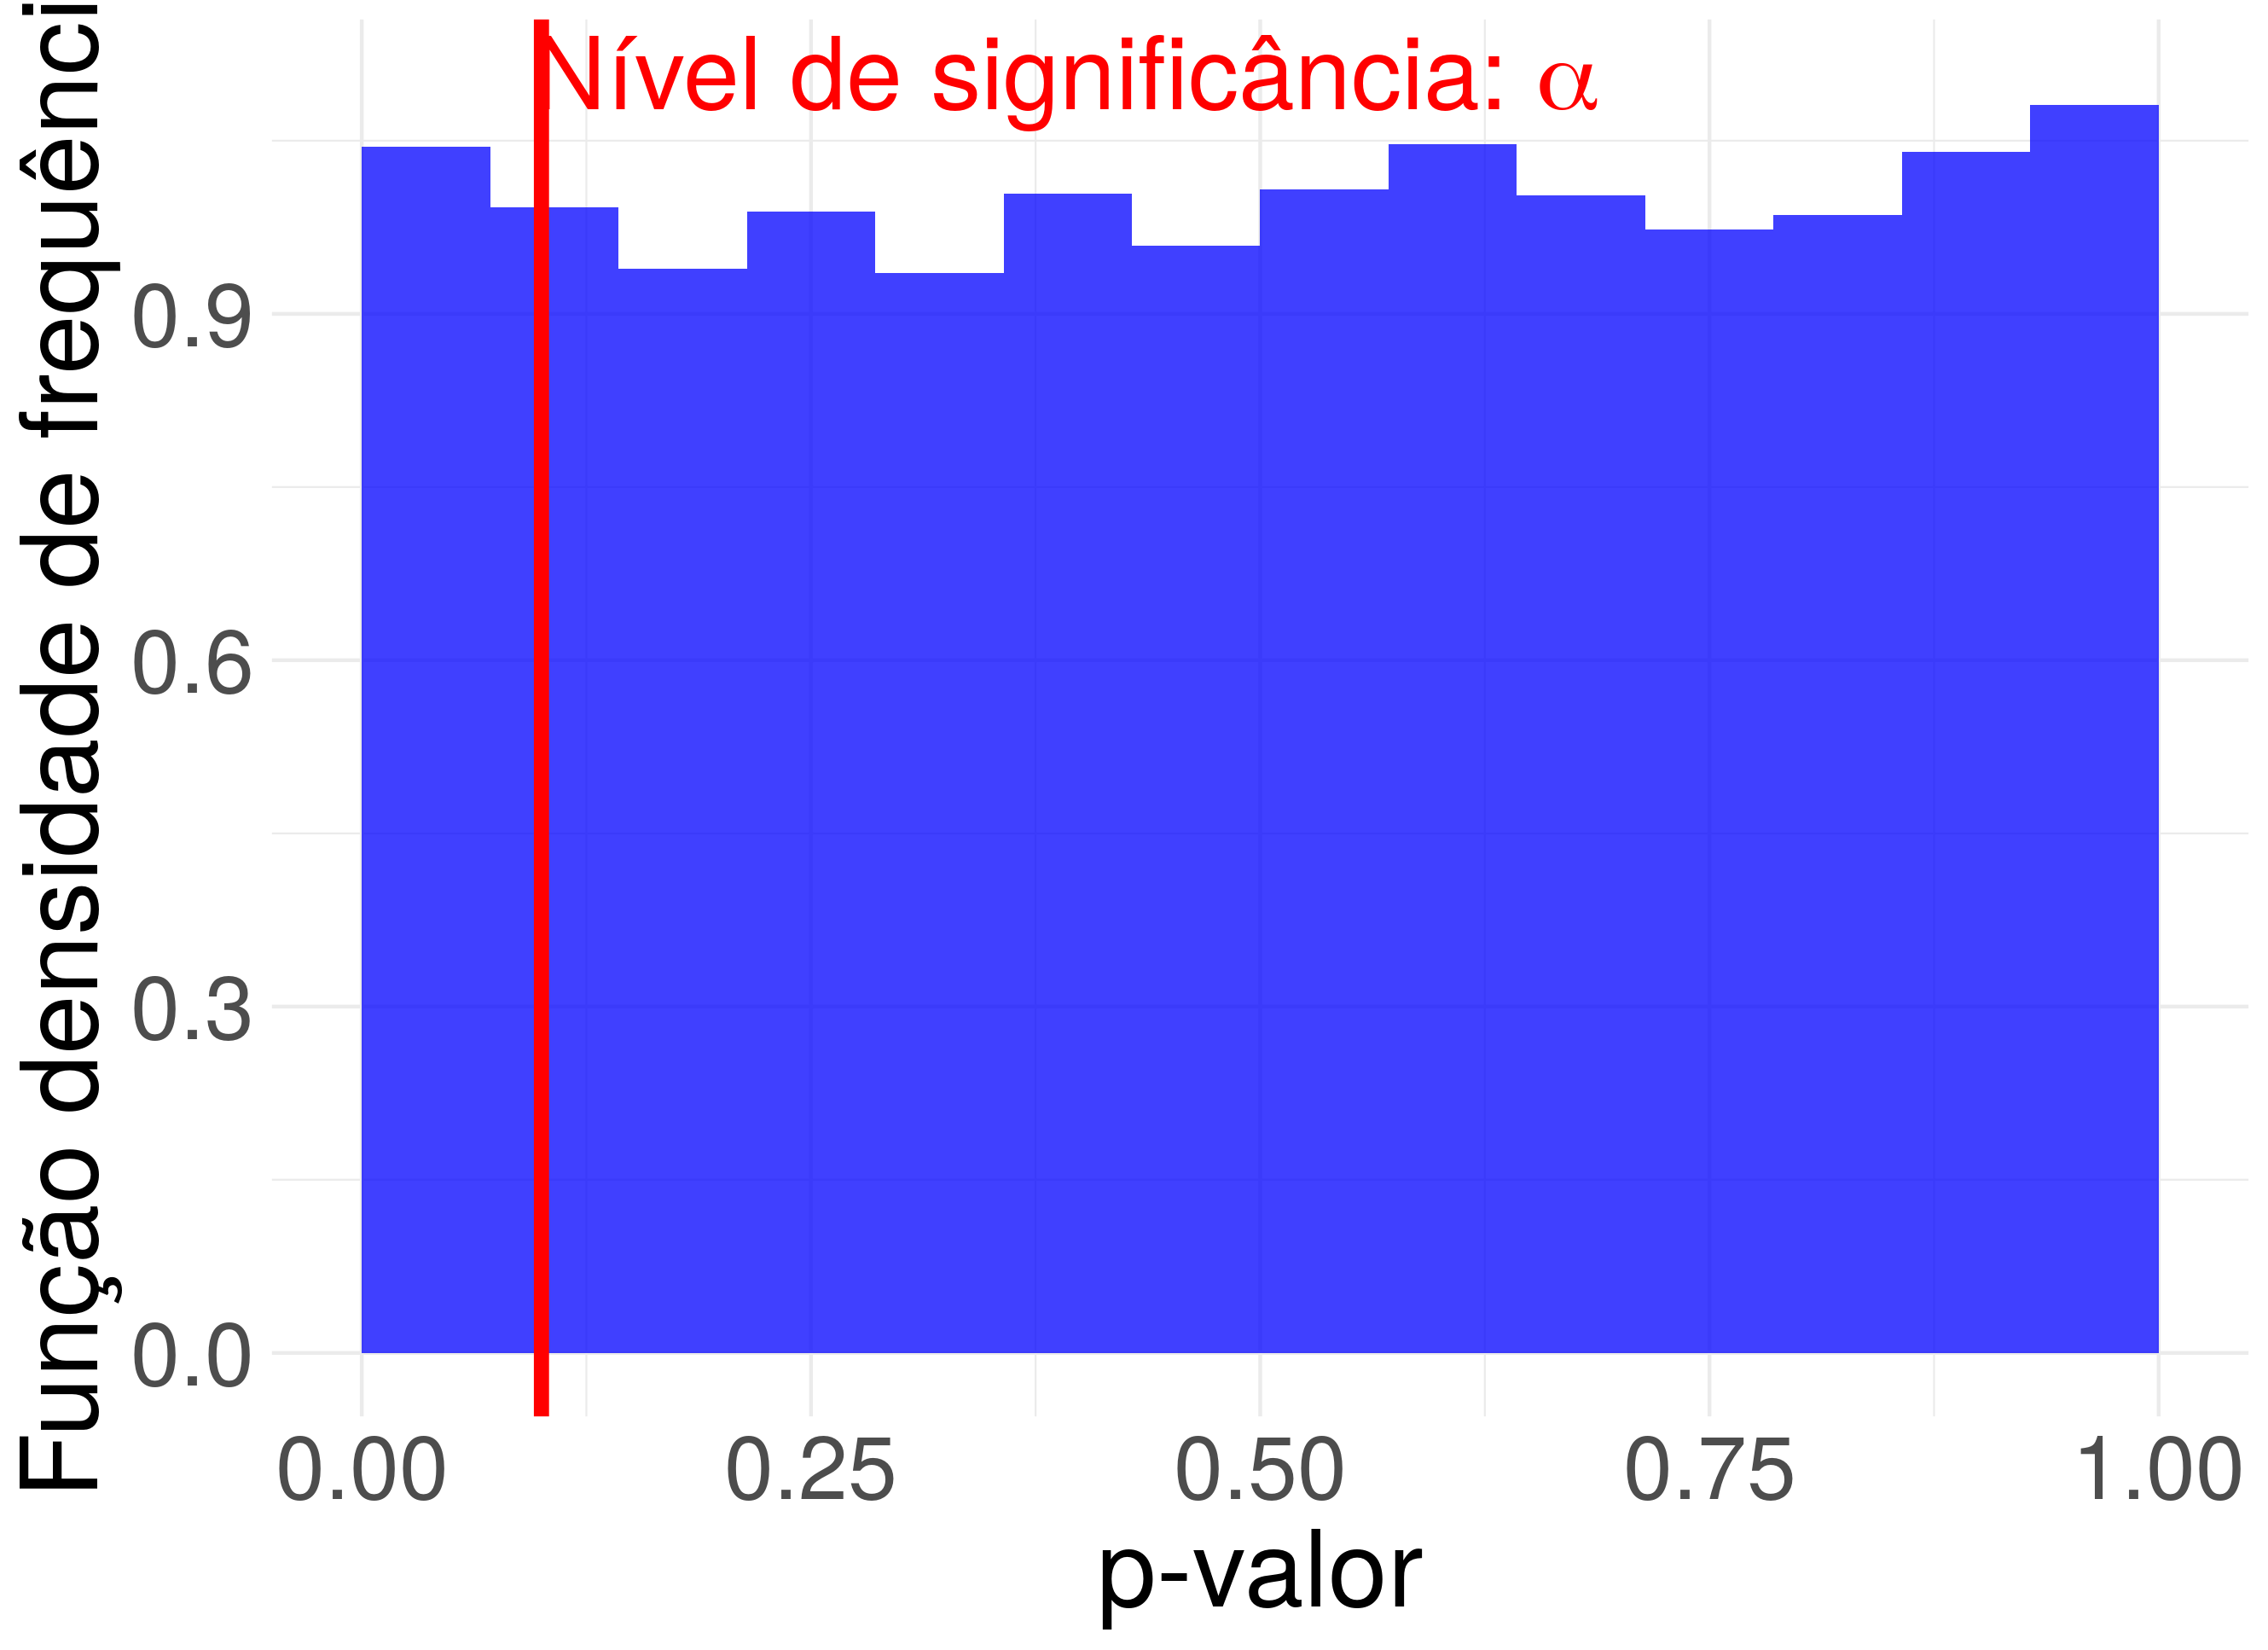 Nível de significância: α
Função densidade de frequênci
0.9
0.6
0.3
0.0
0.00 0.25 0.50 0.75 1.00
p-valor